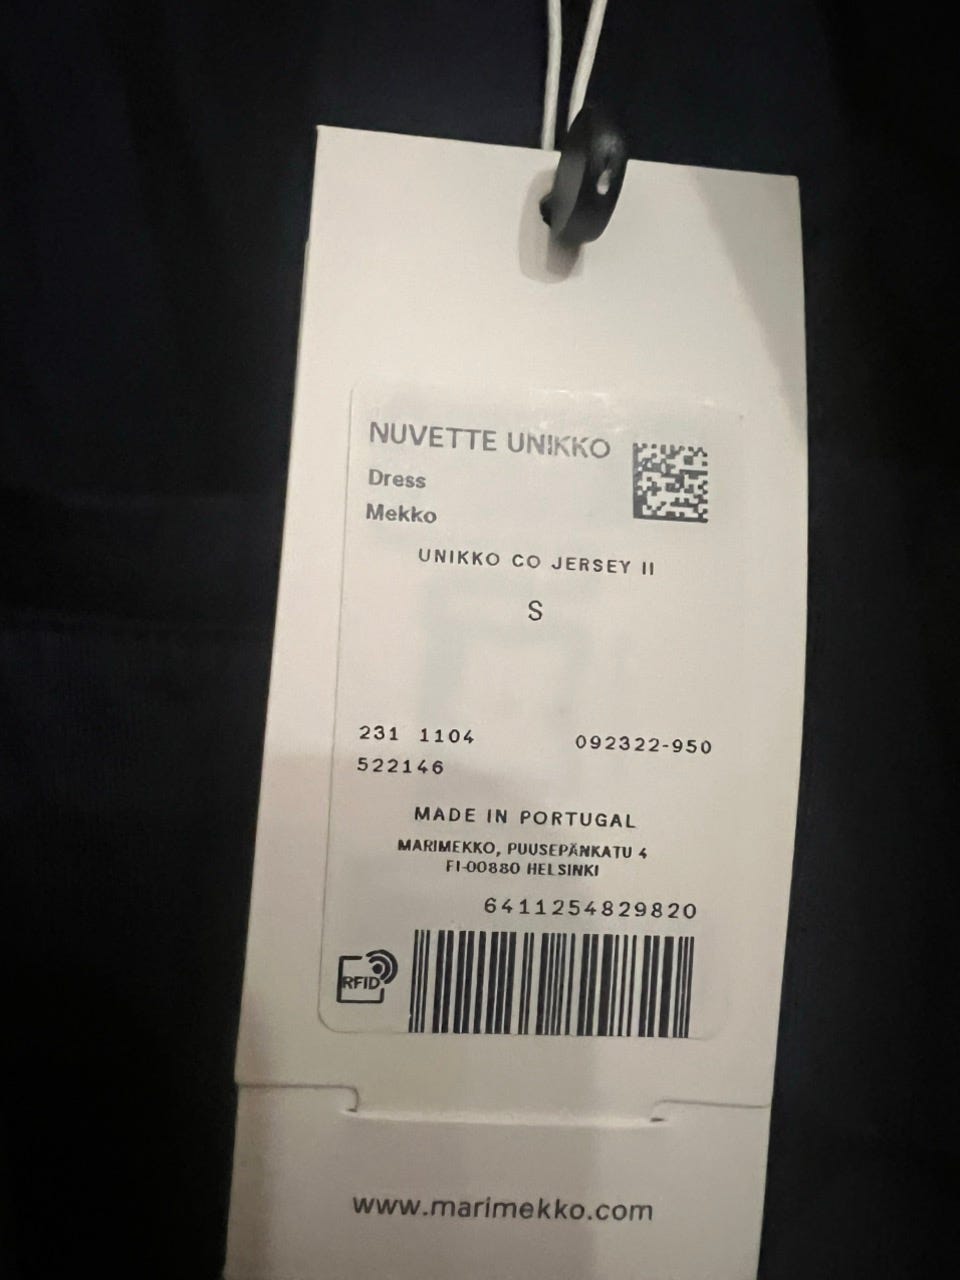 NUVETTE UNIKKO
Dress
Mekko
UNIKKO CO JERSEY II
S
231 1104 092322-950
522146
MADE IN PORTUGAL
MARIMEKKO, PUUSEPÄNKATU 4
FI-00880 HELSINKI
6411254829820
RFID
www.marimekko.com